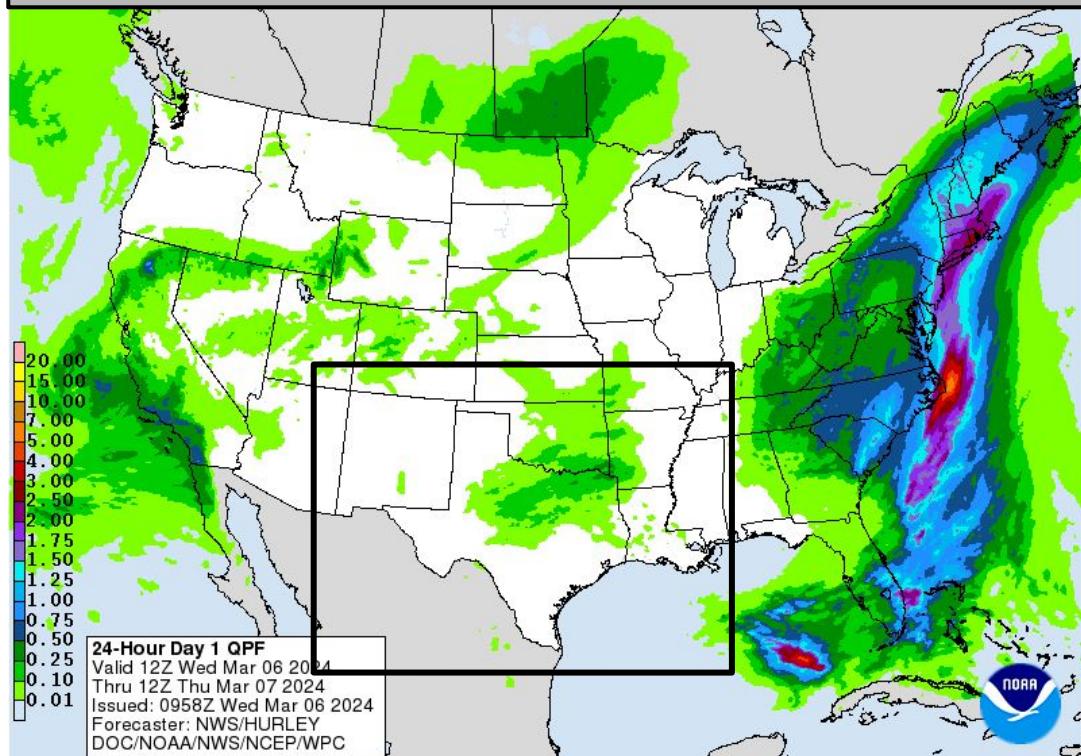 20.00
15.00
10.00
7.00
5.00
4.00
3.00
2.50
2.00
1.75
1.50
1.25
1.00
0.75
0.50
0.25
0.10
0.01
24-Hour Day 1 QPF
Valid 12Z Wed Mar 06 2024
Thru 12Z Thu Mar 07 2024
Issued: 0958Z Wed Mar 06 2024
Forecaster: NWS/HURLEY
DOC/NOAA/NWS/NCEP/WPC
NOAA